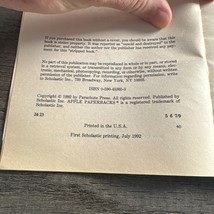 If you purchased this book without a cover, you should be aware that this
book is stolen property. It was reported as "unsold and destroyed" to the
publisher, and neither the author nor the publisher has received any pay-
ment for this "stripped book."
No part of this publication may be reproduced in whole or in part, or stored
in a retrieval system, or transmitted in any form or by any means, elec-
tronic, mechanical, photocopying, recording, or otherwise, without written
permission of the publisher. For information regarding permission, write
to Scholastic Inc., 730 Broadway, New York, NY 10003.
ISBN
Copyright © 1992 by Parachute Press. All rights reserved. Published by
Scholastic Inc. APPLE PAPERBACKS ® is a registered trademark of
Scholastic Inc.
Printed in the U.S.A. 40
First Scholastic printing, July 1992